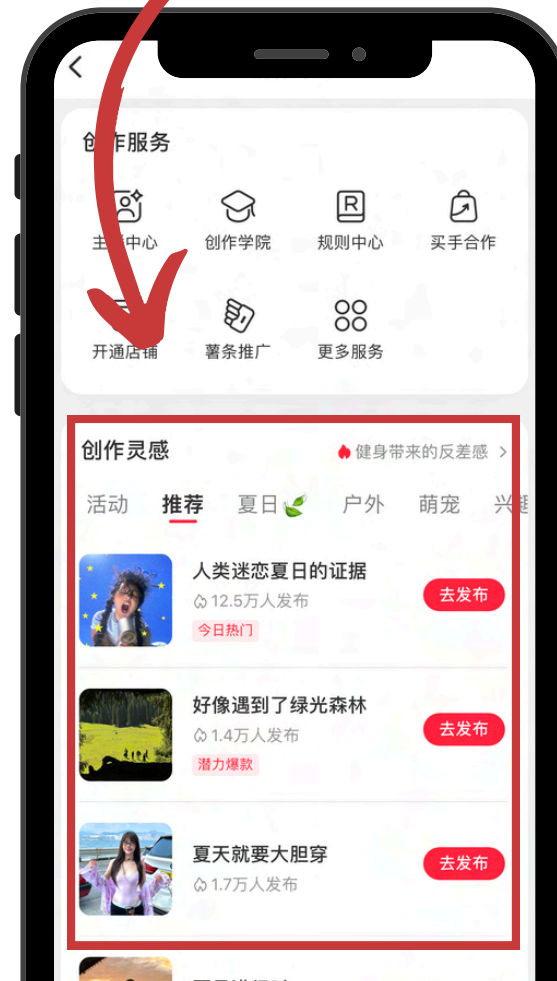 创作服务
创作学院
规则中心
买手合作
开通店铺
薯条推广
更多服务
创作灵感
健身带来的反差感
活动 推荐 夏日 户外 萌宠
人类迷恋夏日的证据
12.5万人发布
今日热门
去发布
好像遇到了绿光森林
1.4万人发布
潜力爆款
去发布
夏天就要大胆穿
1.7万人发布
去发布